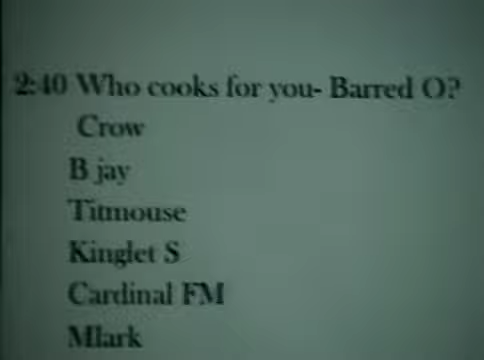 2:40 Who cooks for you- Barred O?
Crow
B jay
Titmouse
Kinglet S
Cardinal FM
Mlark